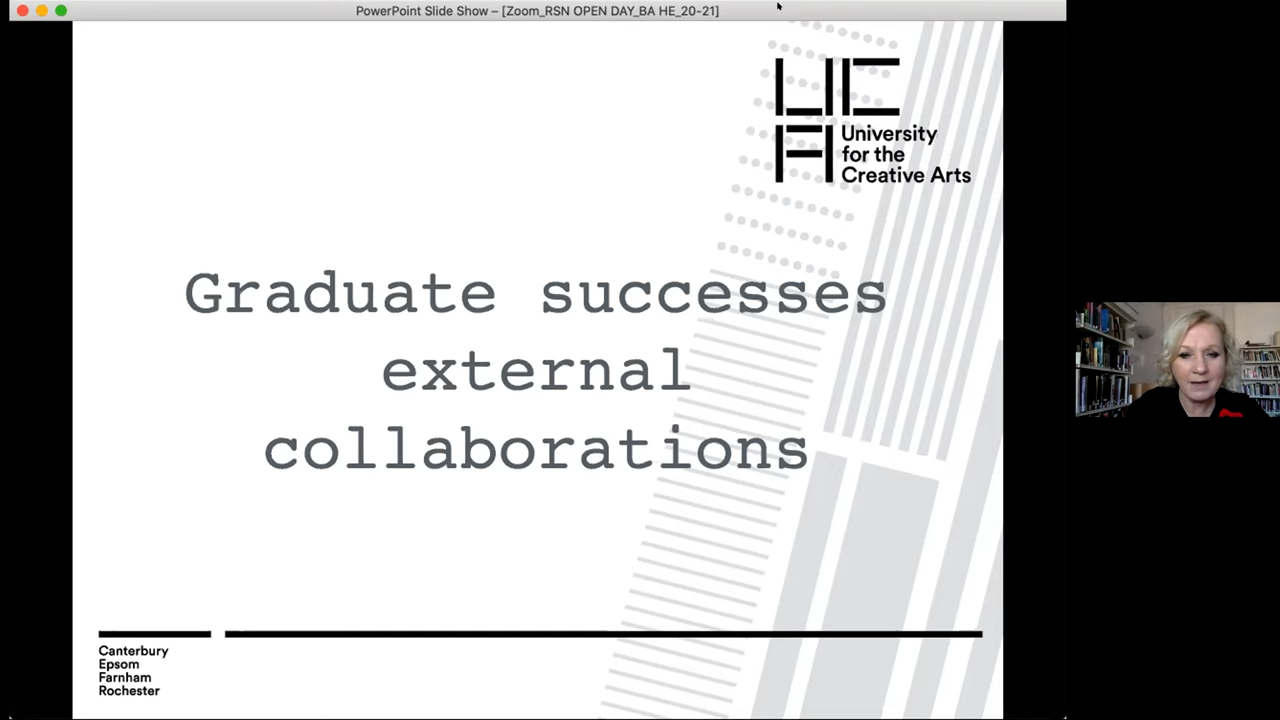 PowerPoint Slide Show – [Zoom_RSN OPEN DAY_BA HE_20-21]
UCA
University
for the
Creative Arts
Graduate successes
external
collaborations
Canterbury
Epsom
Farnham
Rochester